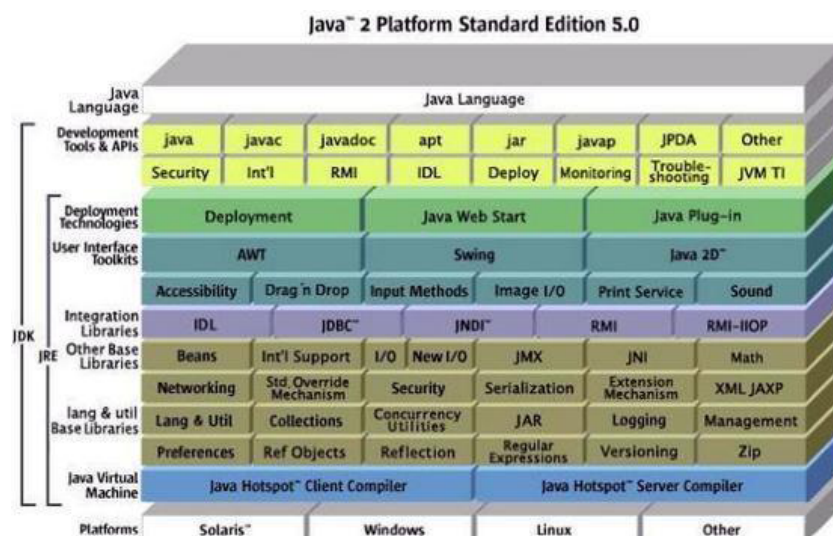 Java™ 2 Platform Standard Edition 5.0
Java Language
Java Language
Development Tools & APIs
java javac javadoc apt jar javap JPDA Other
Security Int'l RMI IDL Deploy Monitoring Trouble-shooting JVM TI
Deployment Technologies
Deployment Java Web Start Java Plug-in
User Interface Toolkits
AWT Swing Java 2D™
Accessibility Drag'n Drop Input Methods Image I/O Print Service Sound
Integration Libraries
IDL JDBC™ JNDI™ RMI RMI-IIOP
JDK
JRE
Other Base Libraries
Beans Int'l Support I/O New I/O JMX JNI Math
Networking Std. Override Mechanism Security Serialization Extension Mechanism XML JAXP
lang & util Base Libraries
Lang & Util Collections Concurrency Utilities JAR Logging Management
Preferences Ref Objects Reflection Regular Expressions Versioning Zip
Java Virtual Machine
Java Hotspot™ Client Compiler Java Hotspot™ Server Compiler
Platforms
Solaris™ Windows Linux Other